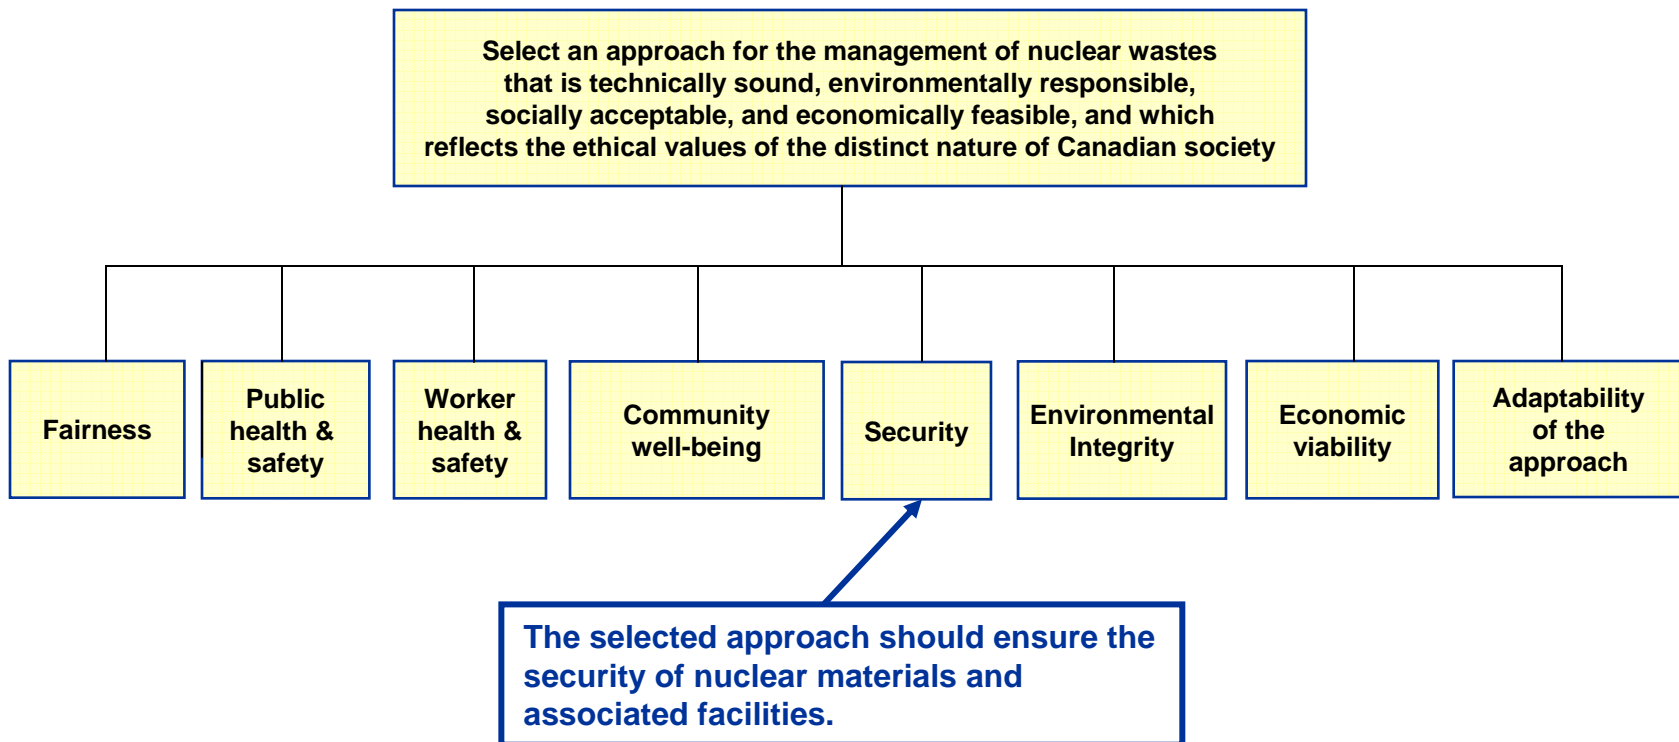 Select an approach for the management of nuclear wastes
that is technically sound, environmentally responsible,
socially acceptable, and economically feasible, and which
reflects the ethical values of the distinct nature of Canadian society
Fairness
Public
health &
safety
Worker
health &
safety
Community
well-being
Security
Environmental
Integrity
Economic
viability
Adaptability
of the
approach
The selected approach should ensure the
security of nuclear materials and
associated facilities.